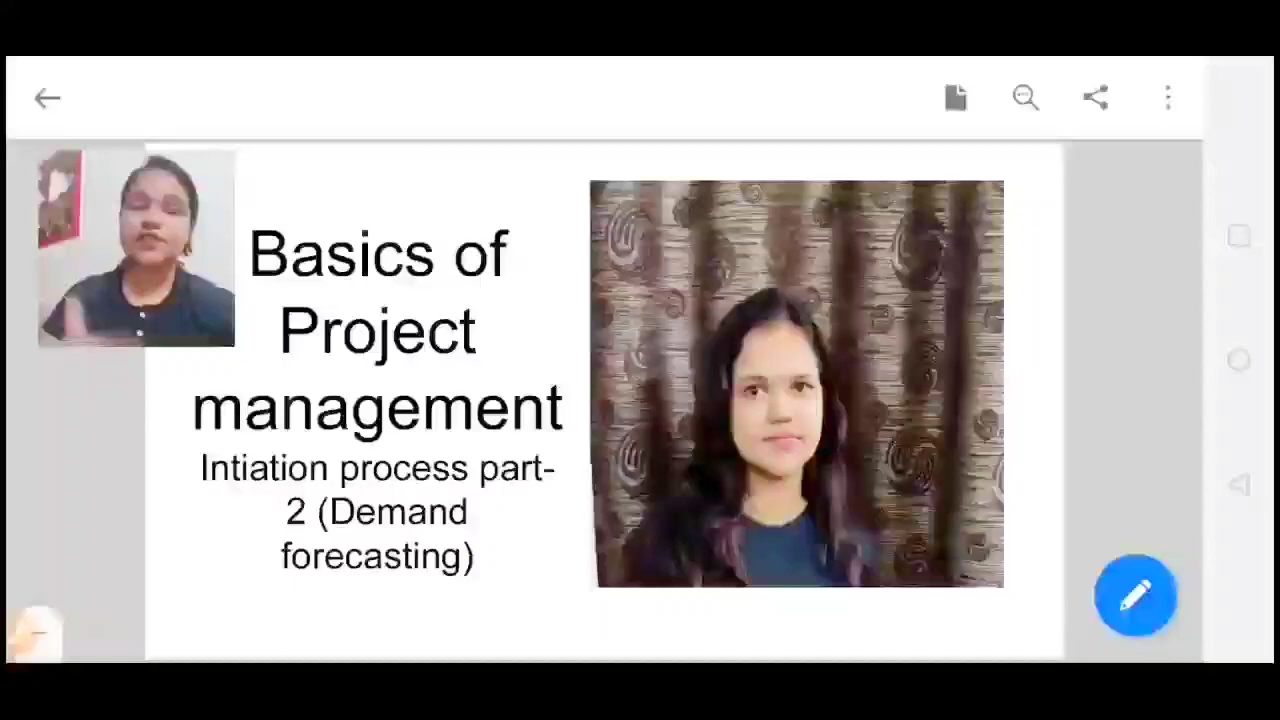 Basics of
Project
management
Intiation process part-
2 (Demand
forecasting)